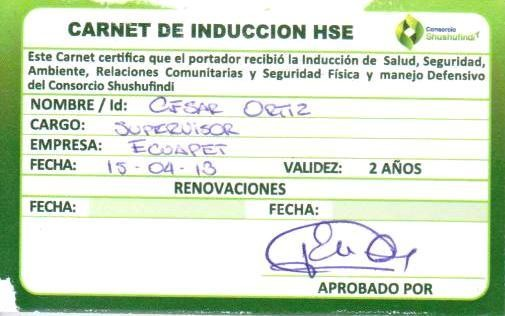 CARNET DE INDUCCION HSE
Consorcio
Shushufindi
Este Carnet certifica que el portador recibió la Inducción de Salud, Seguridad,
Ambiente, Relaciones Comunitarias y Seguridad Física y manejo Defensivo
del Consorcio Shushufindi
NOMBRE / Id: CESAR ORTIZ
CARGO: SUPERVISOR
EMPRESA: ECUAPET
FECHA: 15-04-13 VALIDEZ: 2 AÑOS
RENOVACIONES
FECHA: FECHA:
APROBADO POR